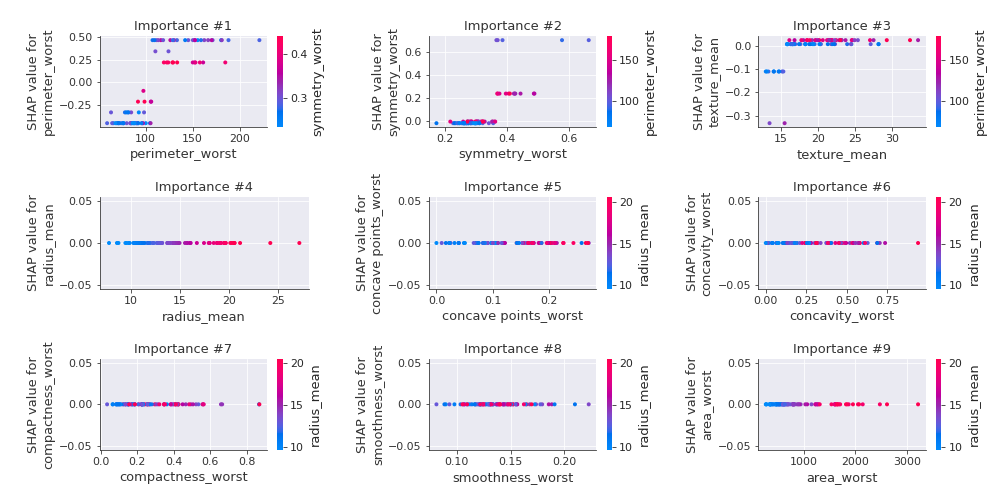 Importance #1
SHAP value for
perimeter_worst
0.50
0.25
0.00
−0.25
100
150
200
perimeter_worst
0.4
0.3
symmetry_worst
Importance #2
SHAP value for
symmetry_worst
0.6
0.4
0.2
0.0
0.2
0.4
0.6
symmetry_worst
150
100
perimeter_worst
Importance #3
SHAP value for
texture_mean
0.0
−0.1
−0.2
−0.3
15
20
25
30
texture_mean
150
100
perimeter_worst
Importance #4
SHAP value for
radius_mean
0.05
0.00
−0.05
10
15
20
25
radius_mean
Importance #5
SHAP value for
concave points_worst
0.05
0.00
−0.05
0.0
0.1
0.2
concave points_worst
20
15
10
radius_mean
Importance #6
SHAP value for
concavity_worst
0.05
0.00
−0.05
0.00
0.25
0.50
0.75
concavity_worst
20
15
10
radius_mean
Importance #7
SHAP value for
compactness_worst
0.05
0.00
−0.05
0.0
0.2
0.4
0.6
0.8
compactness_worst
20
15
10
radius_mean
Importance #8
SHAP value for
smoothness_worst
0.05
0.00
−0.05
0.10
0.15
0.20
smoothness_worst
20
15
10
radius_mean
Importance #9
SHAP value for
area_worst
0.05
0.00
−0.05
1000
2000
3000
area_worst
20
15
10
radius_mean